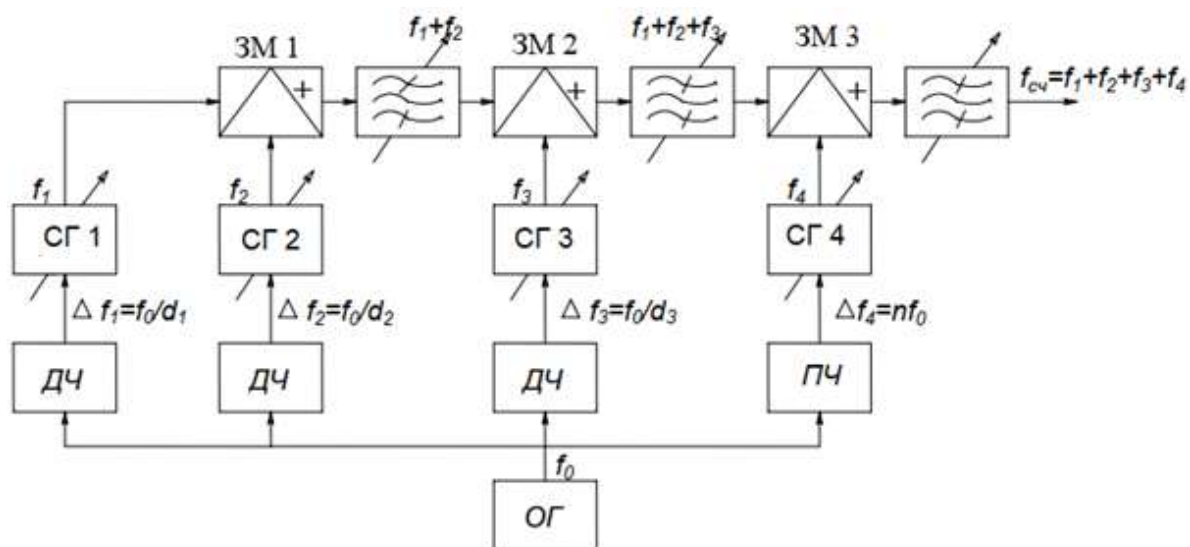 f₁+f₂
f₁+f₂+f₃
ЗМ 1
ЗМ 2
ЗМ 3
+
+
+
f_сч=f₁+f₂+f₃+f₄
f₁
f₂
f₃
f₄
СГ 1
СГ 2
СГ 3
СГ 4
△ f₁=f₀/d₁
△ f₂=f₀/d₂
△ f₃=f₀/d₃
△f₄=nf₀
ДЧ
ДЧ
ДЧ
ПЧ
f₀
ОГ